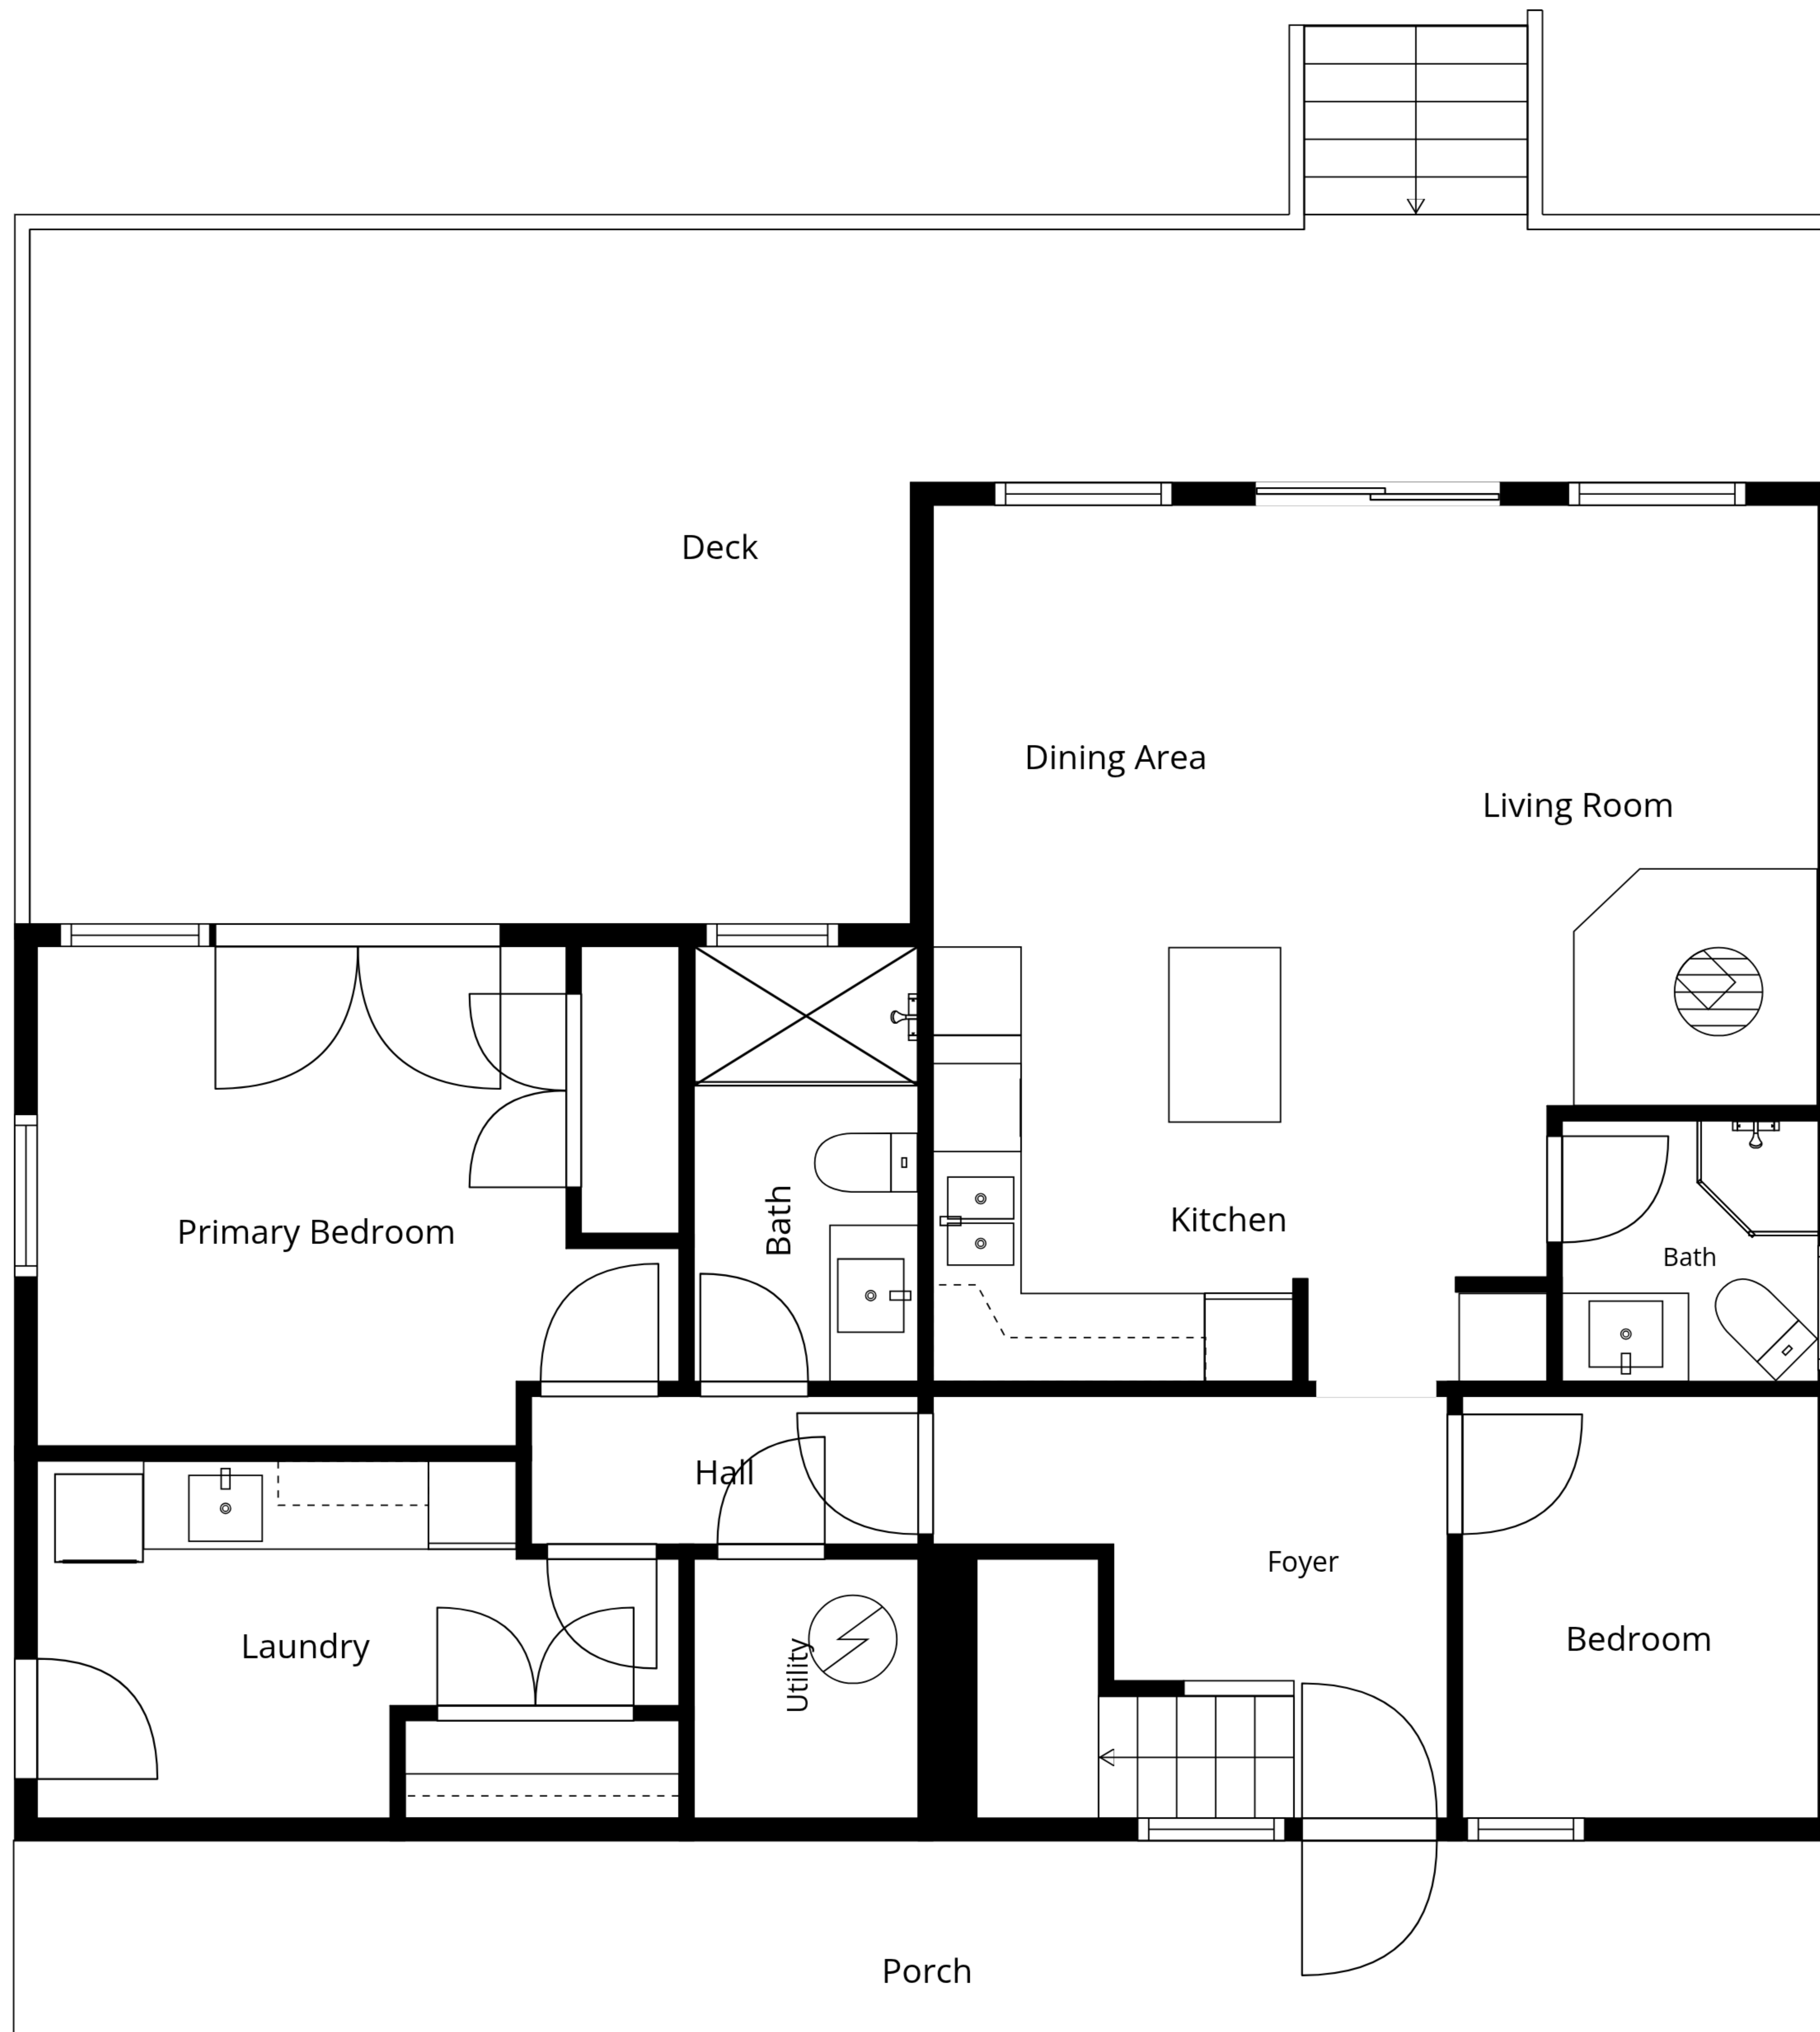 Deck
Dining Area
Living Room
Primary Bedroom
Bath
Kitchen
Bath
Hall
Foyer
Laundry
Utility
Bedroom
Porch